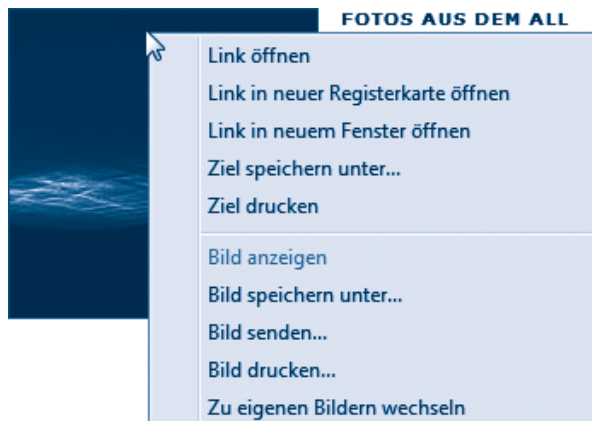 FOTOS AUS DEM ALL
Link öffnen
Link in neuer Registerkarte öffnen
Link in neuem Fenster öffnen
Ziel speichern unter...
Ziel drucken
Bild anzeigen
Bild speichern unter...
Bild senden...
Bild drucken...
Zu eigenen Bildern wechseln